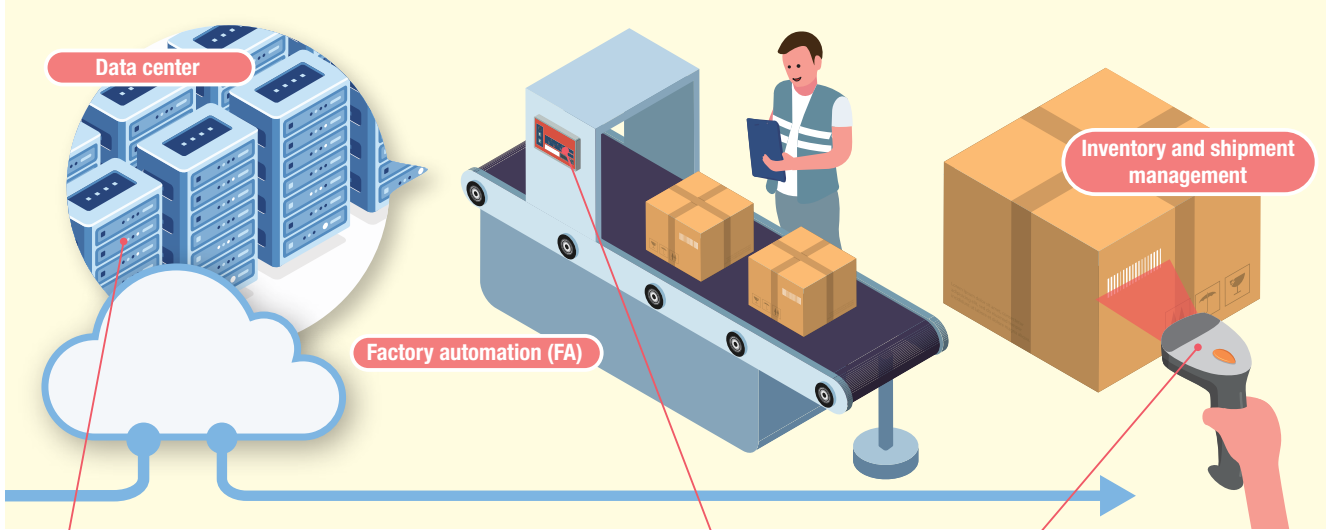 Data center
Factory automation (FA)
Inventory and shipment
management